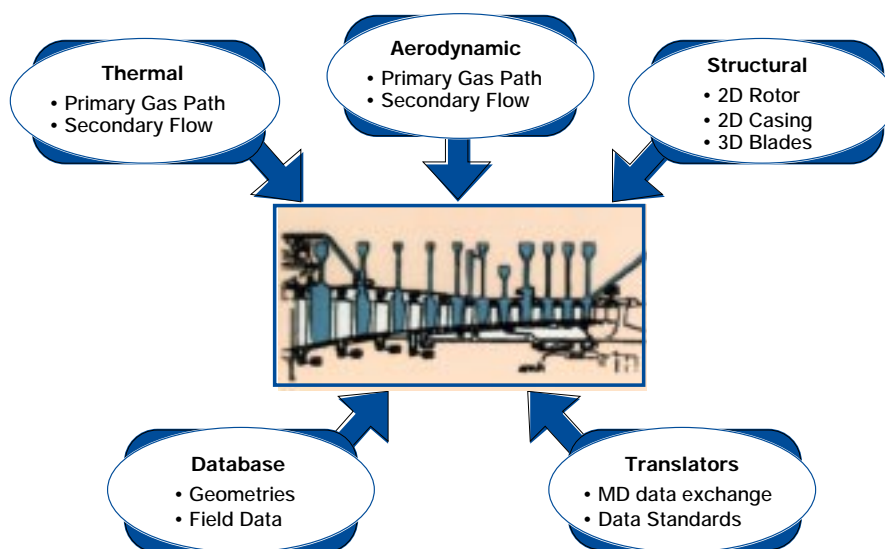 Thermal
• Primary Gas Path
• Secondary Flow
Aerodynamic
• Primary Gas Path
• Secondary Flow
Structural
• 2D Rotor
• 2D Casing
• 3D Blades
Database
• Geometries
• Field Data
Translators
• MD data exchange
• Data Standards